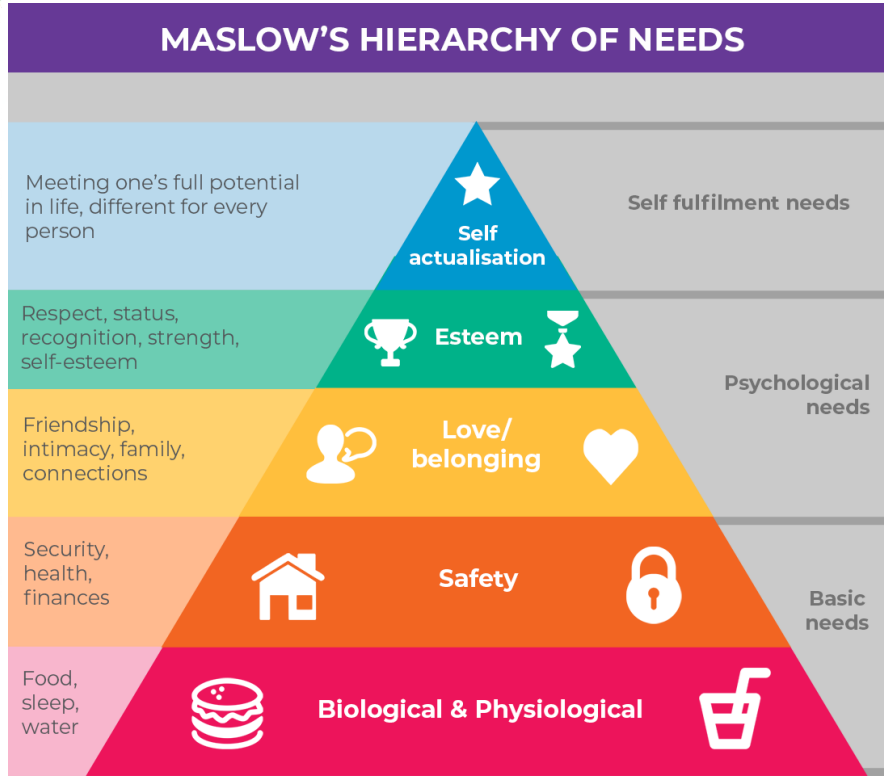 MASLOW'S HIERARCHY OF NEEDS
Meeting one's full potential
in life, different for every
person
Self
actualisation
Self fulfilment needs
Respect, status,
recognition, strength,
self-esteem
Esteem
Psychological
needs
Friendship,
intimacy, family,
connections
Love/
belonging
Security,
health,
finances
Safety
Basic
needs
Food,
sleep,
water
Biological & Physiological